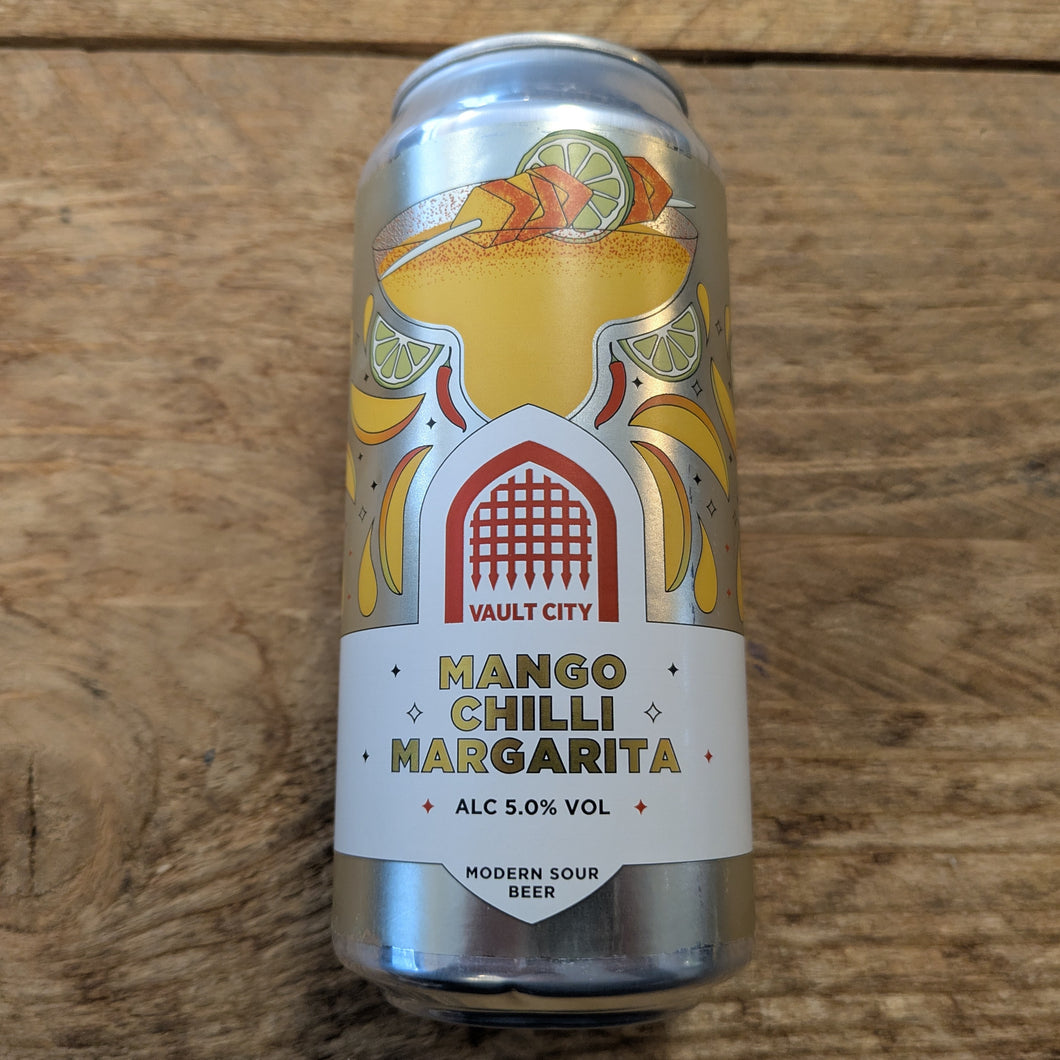 VAULT CITY
MANGO
CHILLI
MARGARITA
ALC 5.0% VOL
MODERN SOUR
BEER